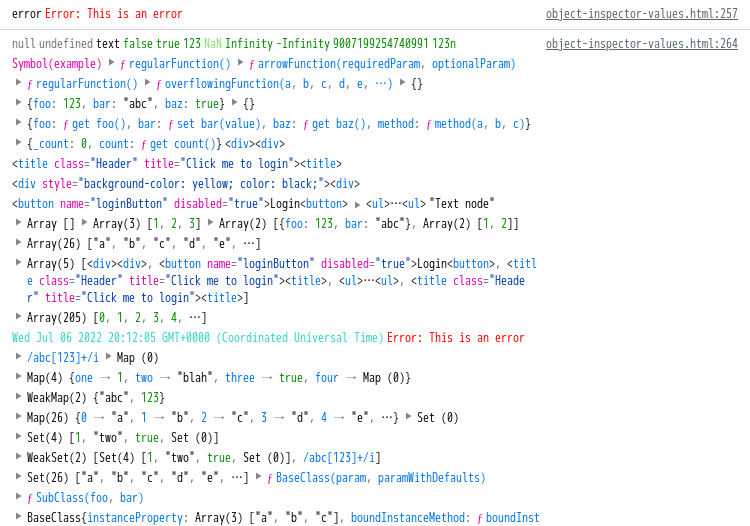 error Error: This is an error object-inspector-values.html:257
null undefined text false true 123 NaN Infinity -Infinity 9007199254740991 123n object-inspector-values.html:264
Symbol(example) ▶ ƒ regularFunction() ▶ ƒ arrowFunction(requiredParam, optionalParam)
▶ ƒ regularFunction() ▶ ƒ overflowingFunction(a, b, c, d, e, …) ▶ {}
▶ {foo: 123, bar: "abc", baz: true} ▶ {}
▶ {foo: ƒ get foo(), bar: ƒ set bar(value), baz: ƒ get baz(), method: ƒ method(a, b, c)}
▶ {_count: 0, count: ƒ get count()} <div><div>
<title class="Header" title="Click me to login"><title>
<div style="background-color: yellow; color: black;"><div>
<button name="loginButton" disabled="true">Login<button> ▶ <ul>⋯<ul> "Text node"
▶ Array [] ▶ Array(3) [1, 2, 3] ▶ Array(2) [{foo: 123, bar: "abc"}, Array(2) [1, 2]]
▶ Array(26) ["a", "b", "c", "d", "e", …]
▶ Array(5) [<div><div>, <button name="loginButton" disabled="true">Login<button>, <titl
e class="Header" title="Click me to login"><title>, <ul>⋯<ul>, <title class="Heade
r" title="Click me to login"><title>]
▶ Array(205) [0, 1, 2, 3, 4, …]
Wed Jul 06 2022 20:12:05 GMT+0000 (Coordinated Universal Time) Error: This is an error
▶ /abc[123]+/i ▶ Map (0)
▶ Map(4) {one → 1, two → "blah", three → true, four → Map (0)}
▶ WeakMap(2) {"abc", 123}
▶ Map(26) {0 → "a", 1 → "b", 2 → "c", 3 → "d", 4 → "e", …} ▶ Set (0)
▶ Set(4) [1, "two", true, Set (0)]
▶ WeakSet(2) [Set(4) [1, "two", true, Set (0)], /abc[123]+/i]
▶ Set(26) ["a", "b", "c", "d", "e", …] ▶ ƒ BaseClass(param, paramWithDefaults)
▶ ƒ SubClass(foo, bar)
▶ BaseClass{instanceProperty: Array(3) ["a", "b", "c"], boundInstanceMethod: ƒ boundInst